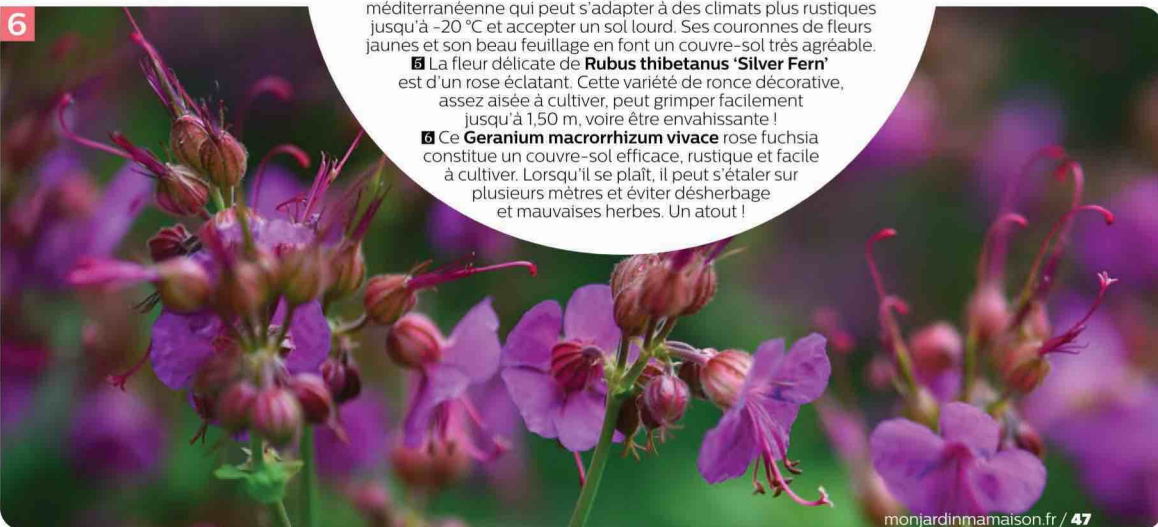 6
méditerranéenne qui peut s’adapter à des climats plus rustiques
jusqu’à -20 °C et accepter un sol lourd. Ses couronnes de fleurs
jaunes et son beau feuillage en font un couvre-sol très agréable.
5 La fleur délicate de Rubus thibetanus ‘Silver Fern’
est d’un rose éclatant. Cette variété de ronce décorative,
assez aisée à cultiver, peut grimper facilement
jusqu’à 1,50 m, voire être envahissante !
6 Ce Geranium macrorrhizum vivace rose fuchsia
constitue un couvre-sol efficace, rustique et facile
à cultiver. Lorsqu’il se plaît, il peut s’étaler sur
plusieurs mètres et éviter désherbage
et mauvaises herbes. Un atout !
monjardinmamaison.fr / 47